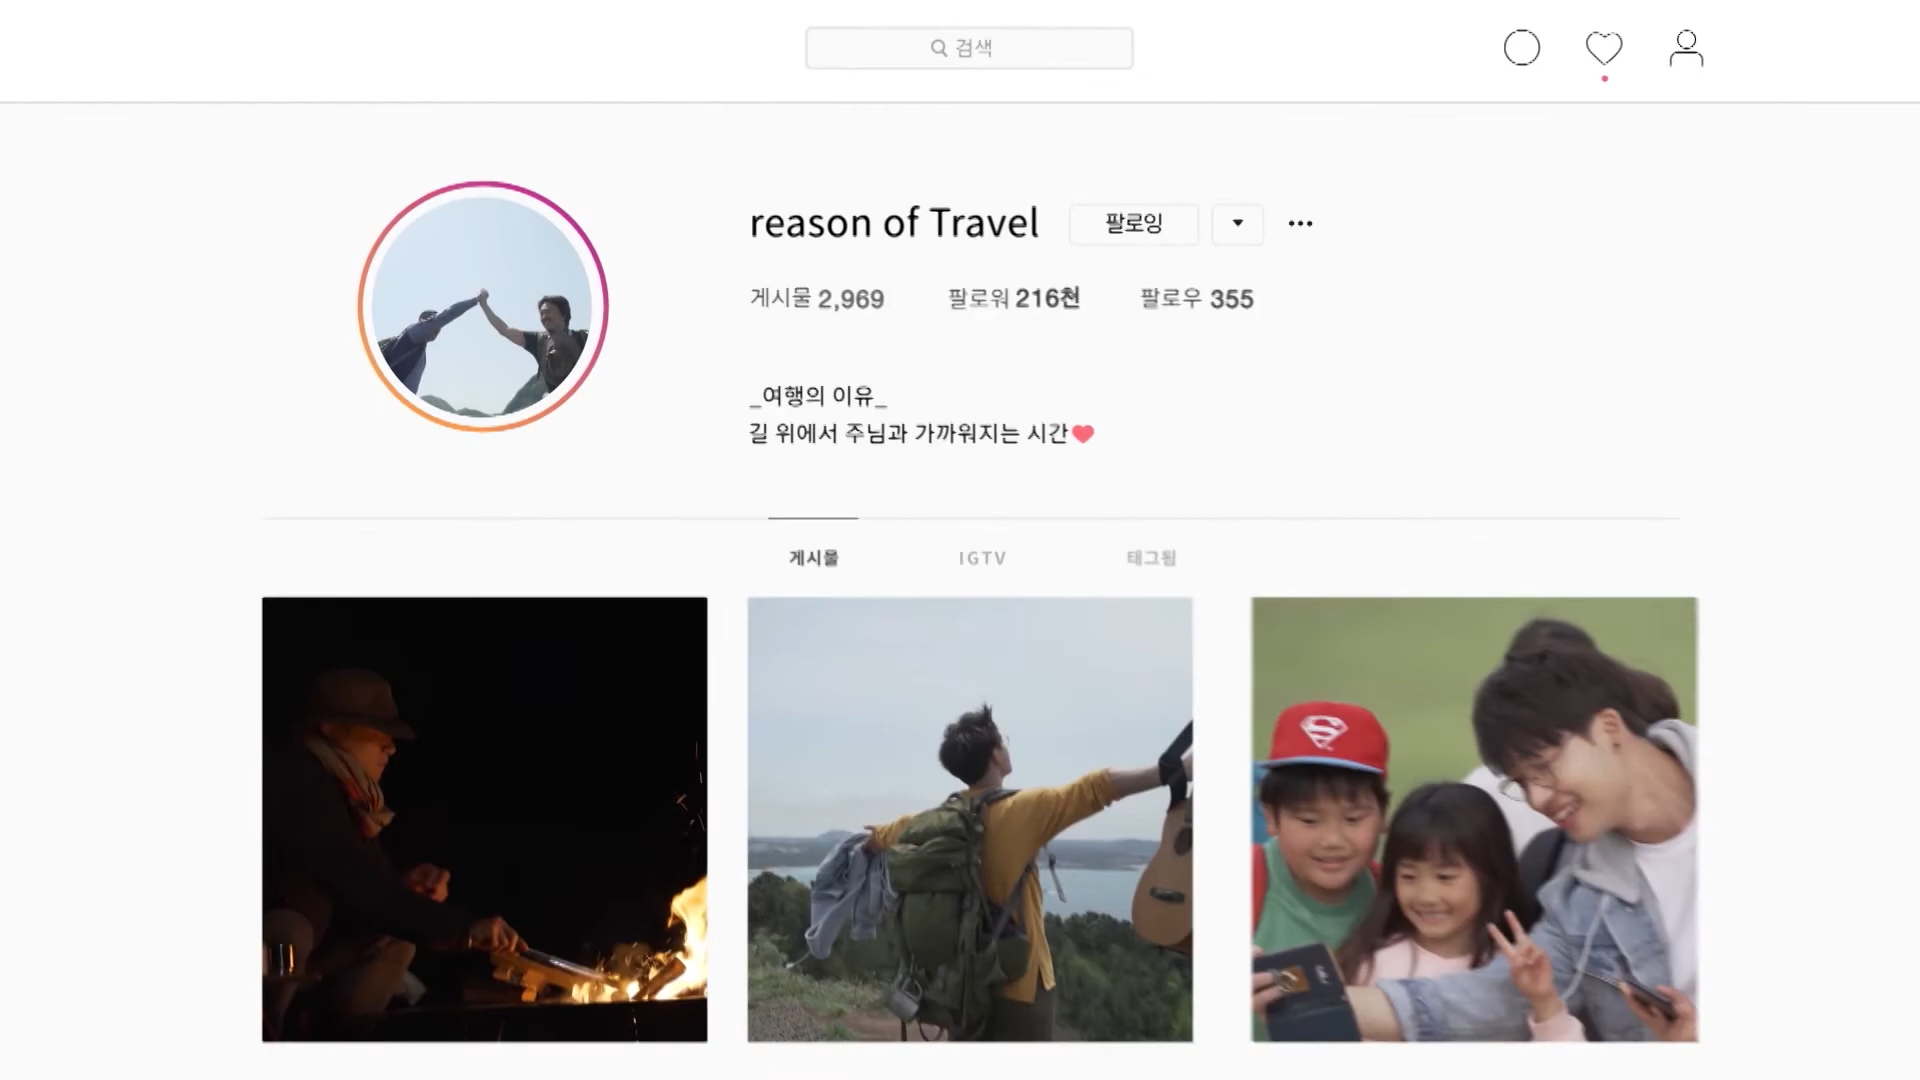 검색
reason of Travel 팔로잉
게시물 2,969 팔로워 216천 팔로우 355
_여행의 이유_
길 위에서 주님과 가까워지는 시간
게시물 IGTV 태그됨